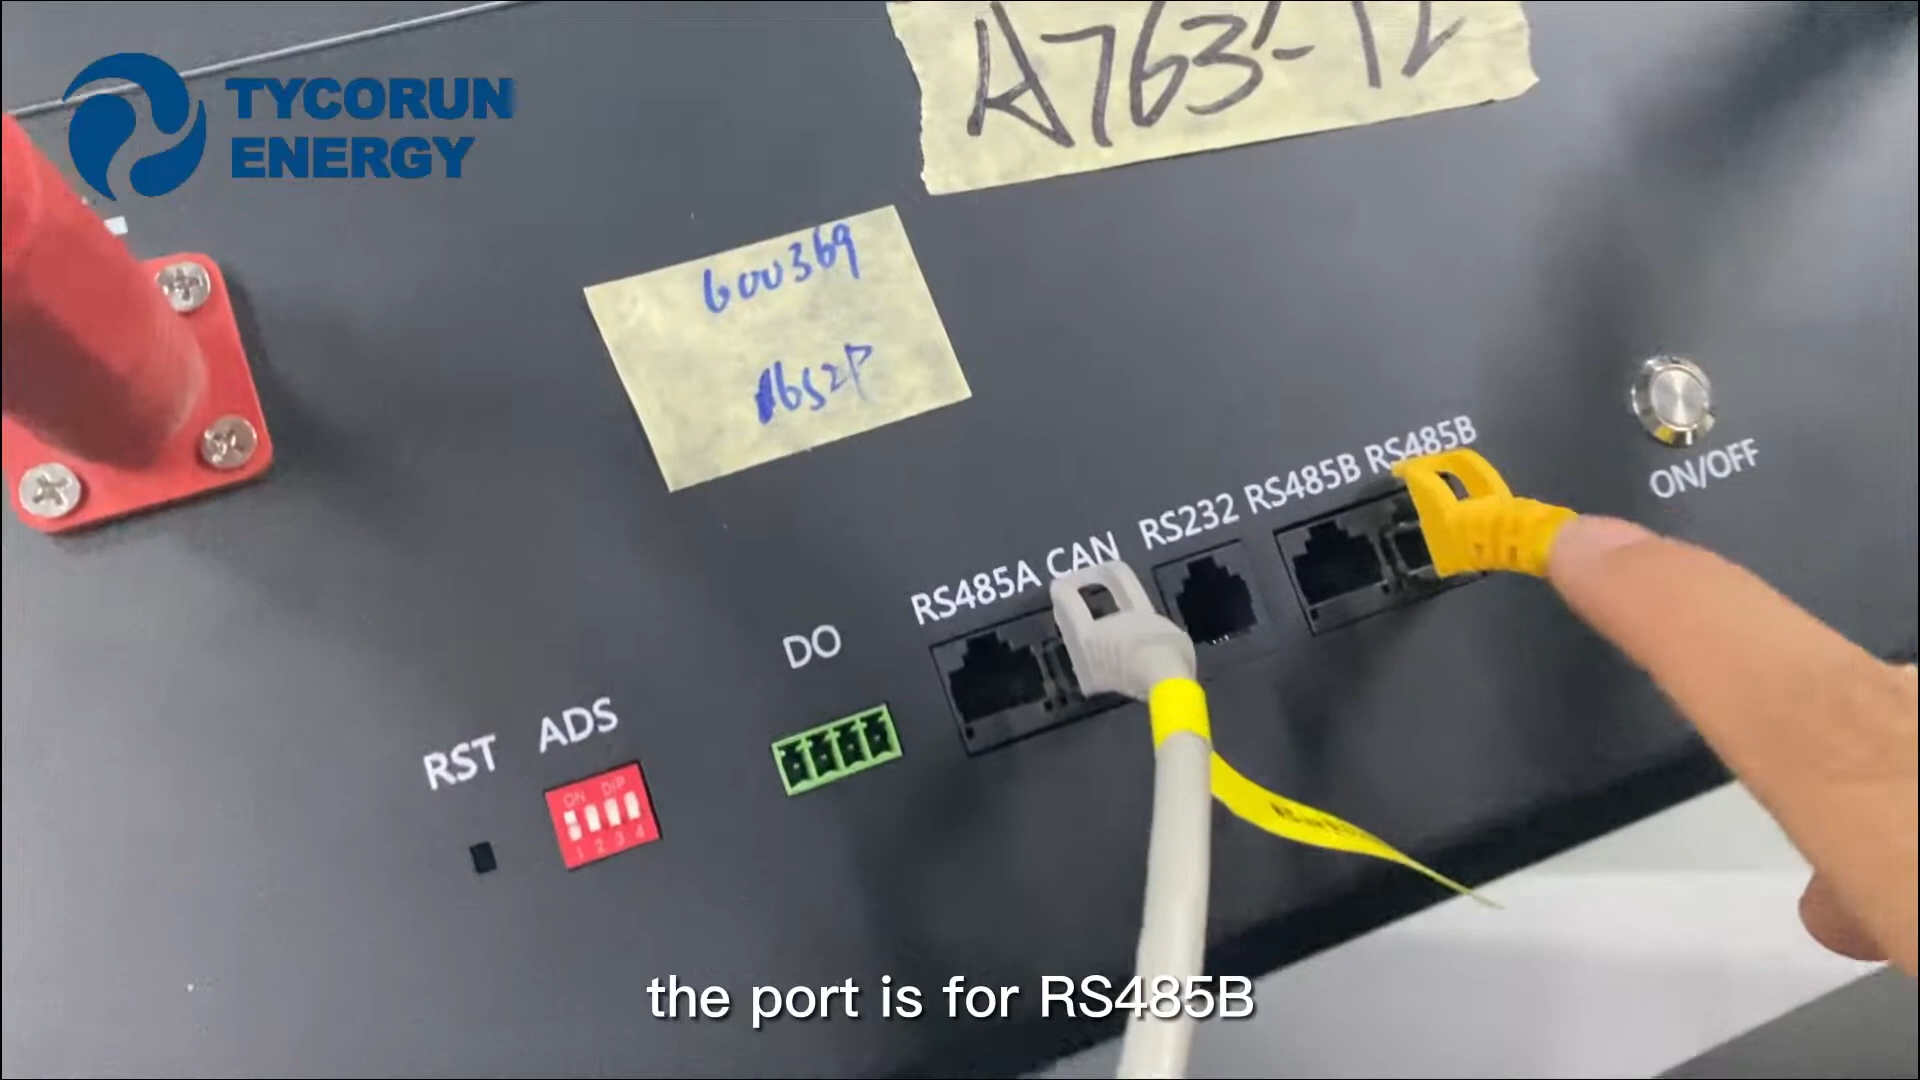 TYCORUN
ENERGY
A763-12
600369
16S2P
RS485B
RS485B
ON/OFF
RS232
CAN
RS485A
DO
ADS
RST
ON DIP
1 2 3 4
the port is for RS485B